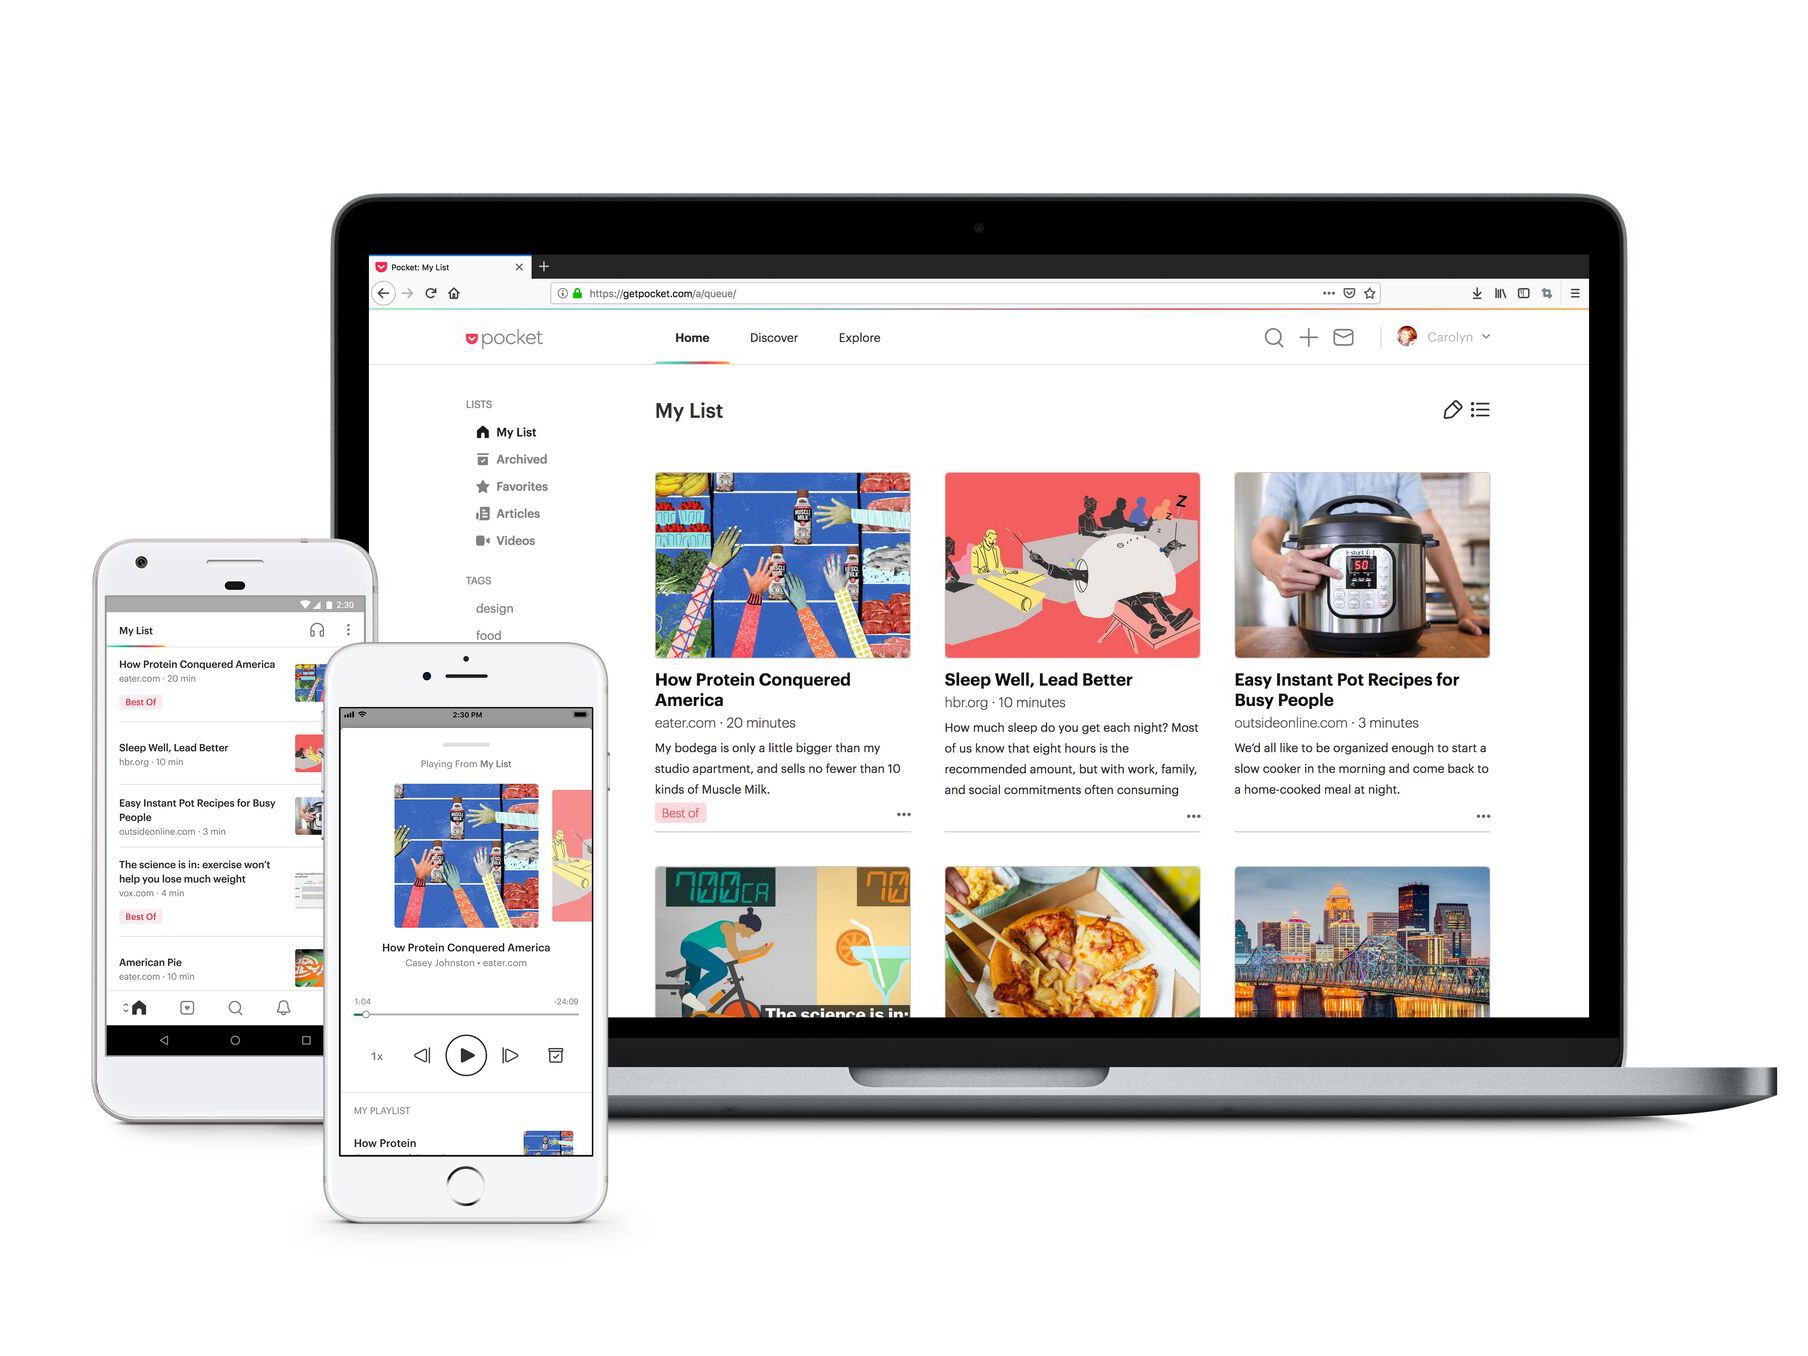 Pocket: My List
https://getpocket.com/a/queue/
pocket
Home
Discover
Explore
Carolyn
LISTS
My List
Archived
Favorites
Articles
Videos
TAGS
design
food
My List
MUSCLE
MILK
Z
z
z
Instant Pot
50
How Protein Conquered
America
eater.com · 20 minutes
My bodega is only a little bigger than my
studio apartment, and sells no fewer than 10
kinds of Muscle Milk.
Best of
Sleep Well, Lead Better
hbr.org · 10 minutes
How much sleep do you get each night? Most
of us know that eight hours is the
recommended amount, but with work, family,
and social commitments often consuming
Easy Instant Pot Recipes for
Busy People
outsideonline.com · 3 minutes
We’d all like to be organized enough to start a
slow cooker in the morning and come back to
a home-cooked meal at night.
700CA
70
The science is in:
2:30
My List
How Protein Conquered America
eater.com · 20 min
Best Of
Sleep Well, Lead Better
hbr.org · 10 min
Easy Instant Pot Recipes for Busy
People
outsideonline.com · 3 min
The science is in: exercise won’t
help you lose much weight
vox.com · 4 min
Best Of
American Pie
eater.com · 10 min
2:30 PM
Playing From My List
How Protein Conquered America
Casey Johnston • eater.com
1:04
-24:09
1x
MY PLAYLIST
How Protein